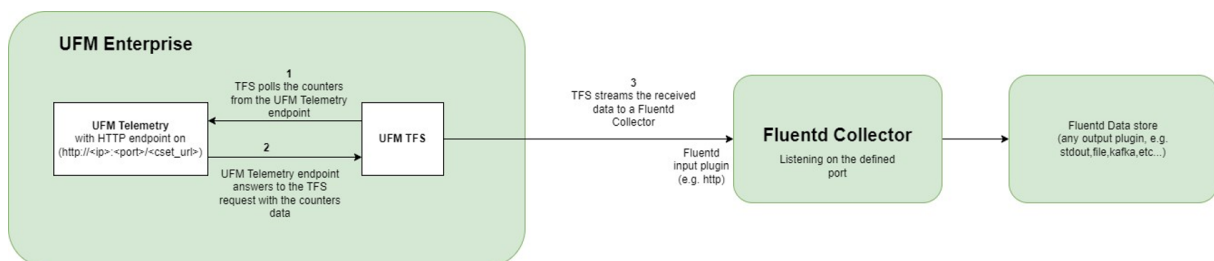 UFM Enterprise
1
TFS polls the counters
from the UFM Telemetry
endpoint
UFM Telemetry
with HTTP endpoint on
(http://<ip>:<port>/<cset_url>)
UFM TFS
2
UFM Telemetry endpoint
answers to the TFS
request with the counters
data
3
TFS streams the received
data to a Fluentd
Collector
Fluentd
input plugin
(e.g. http)
Fluentd Collector
Listening on the defined
port
Fluentd Data store
(any output plugin, e.g.
stdout,file,kafka,etc...)